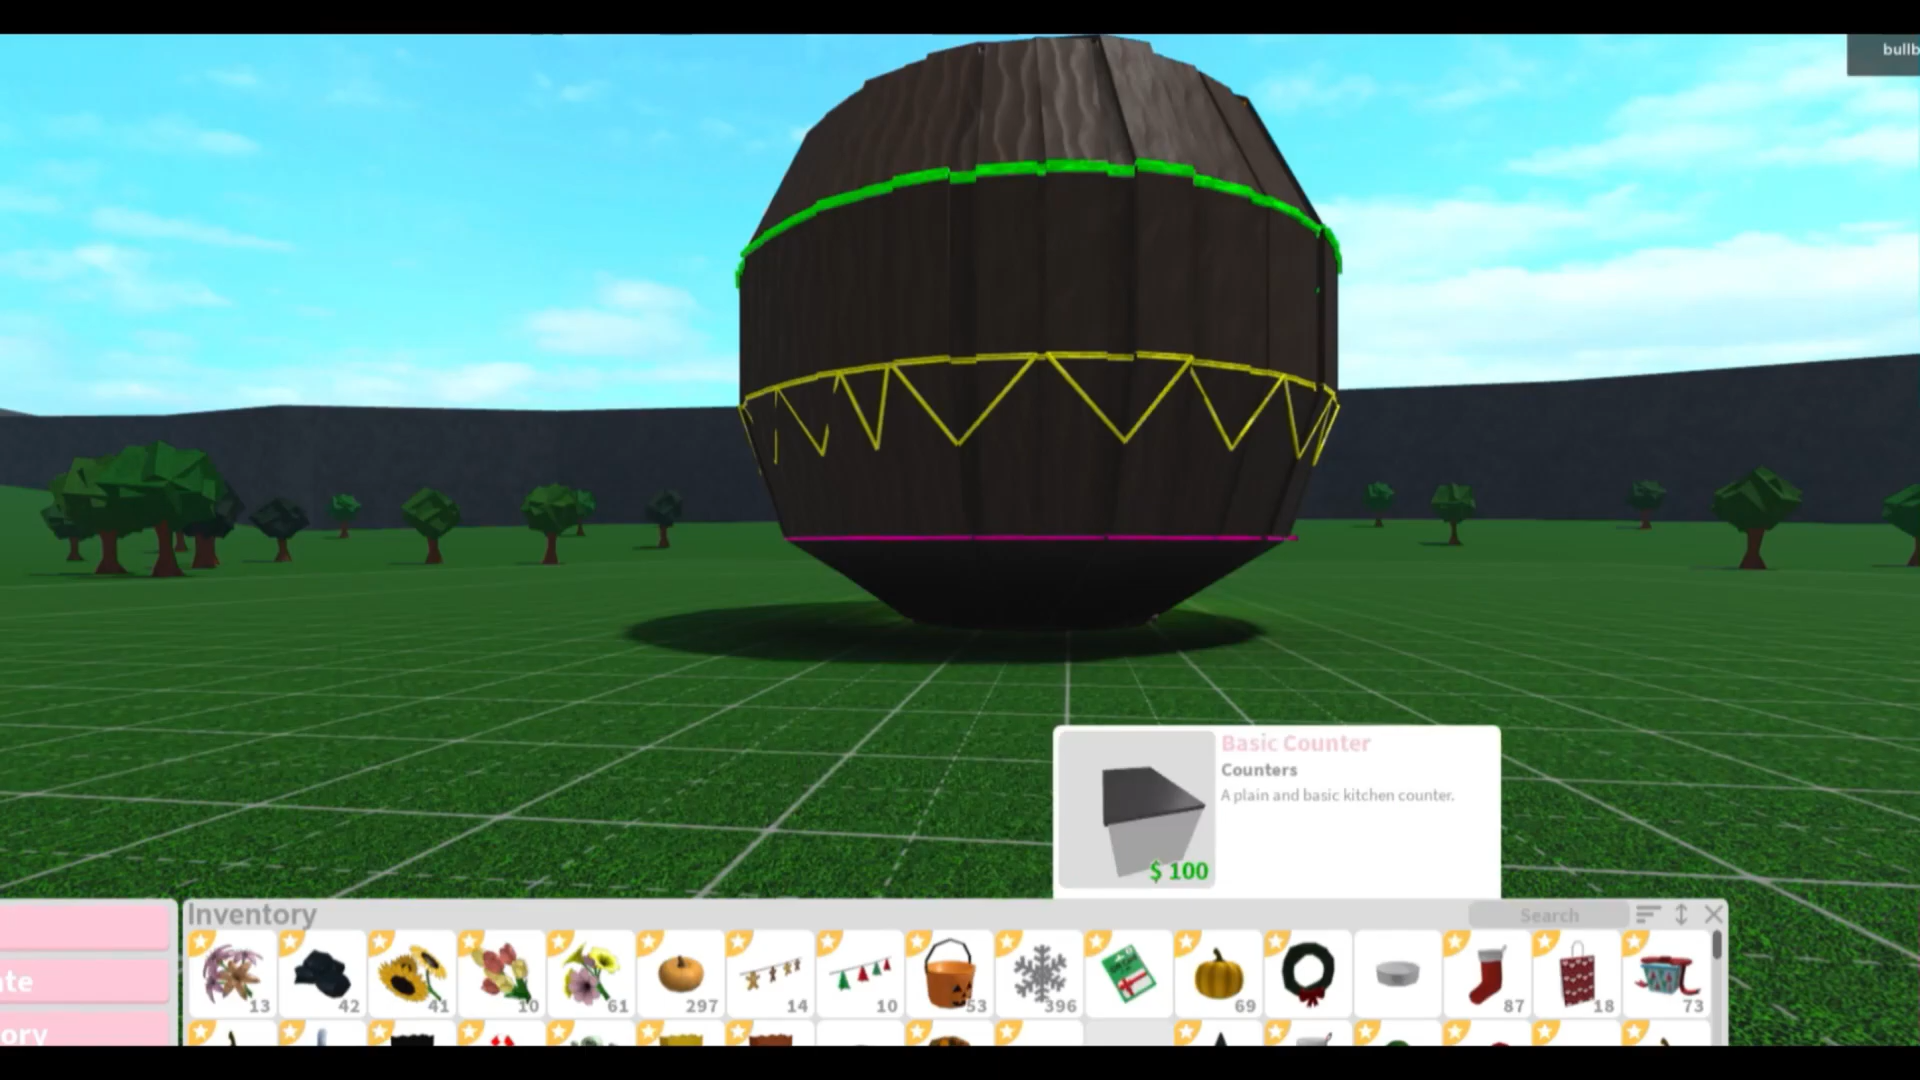 bullb
Basic Counter
Counters
A plain and basic kitchen counter.
$ 100
Inventory
Search
13
42
41
10
61
297
14
10
53
396
69
87
18
73
ate
ory